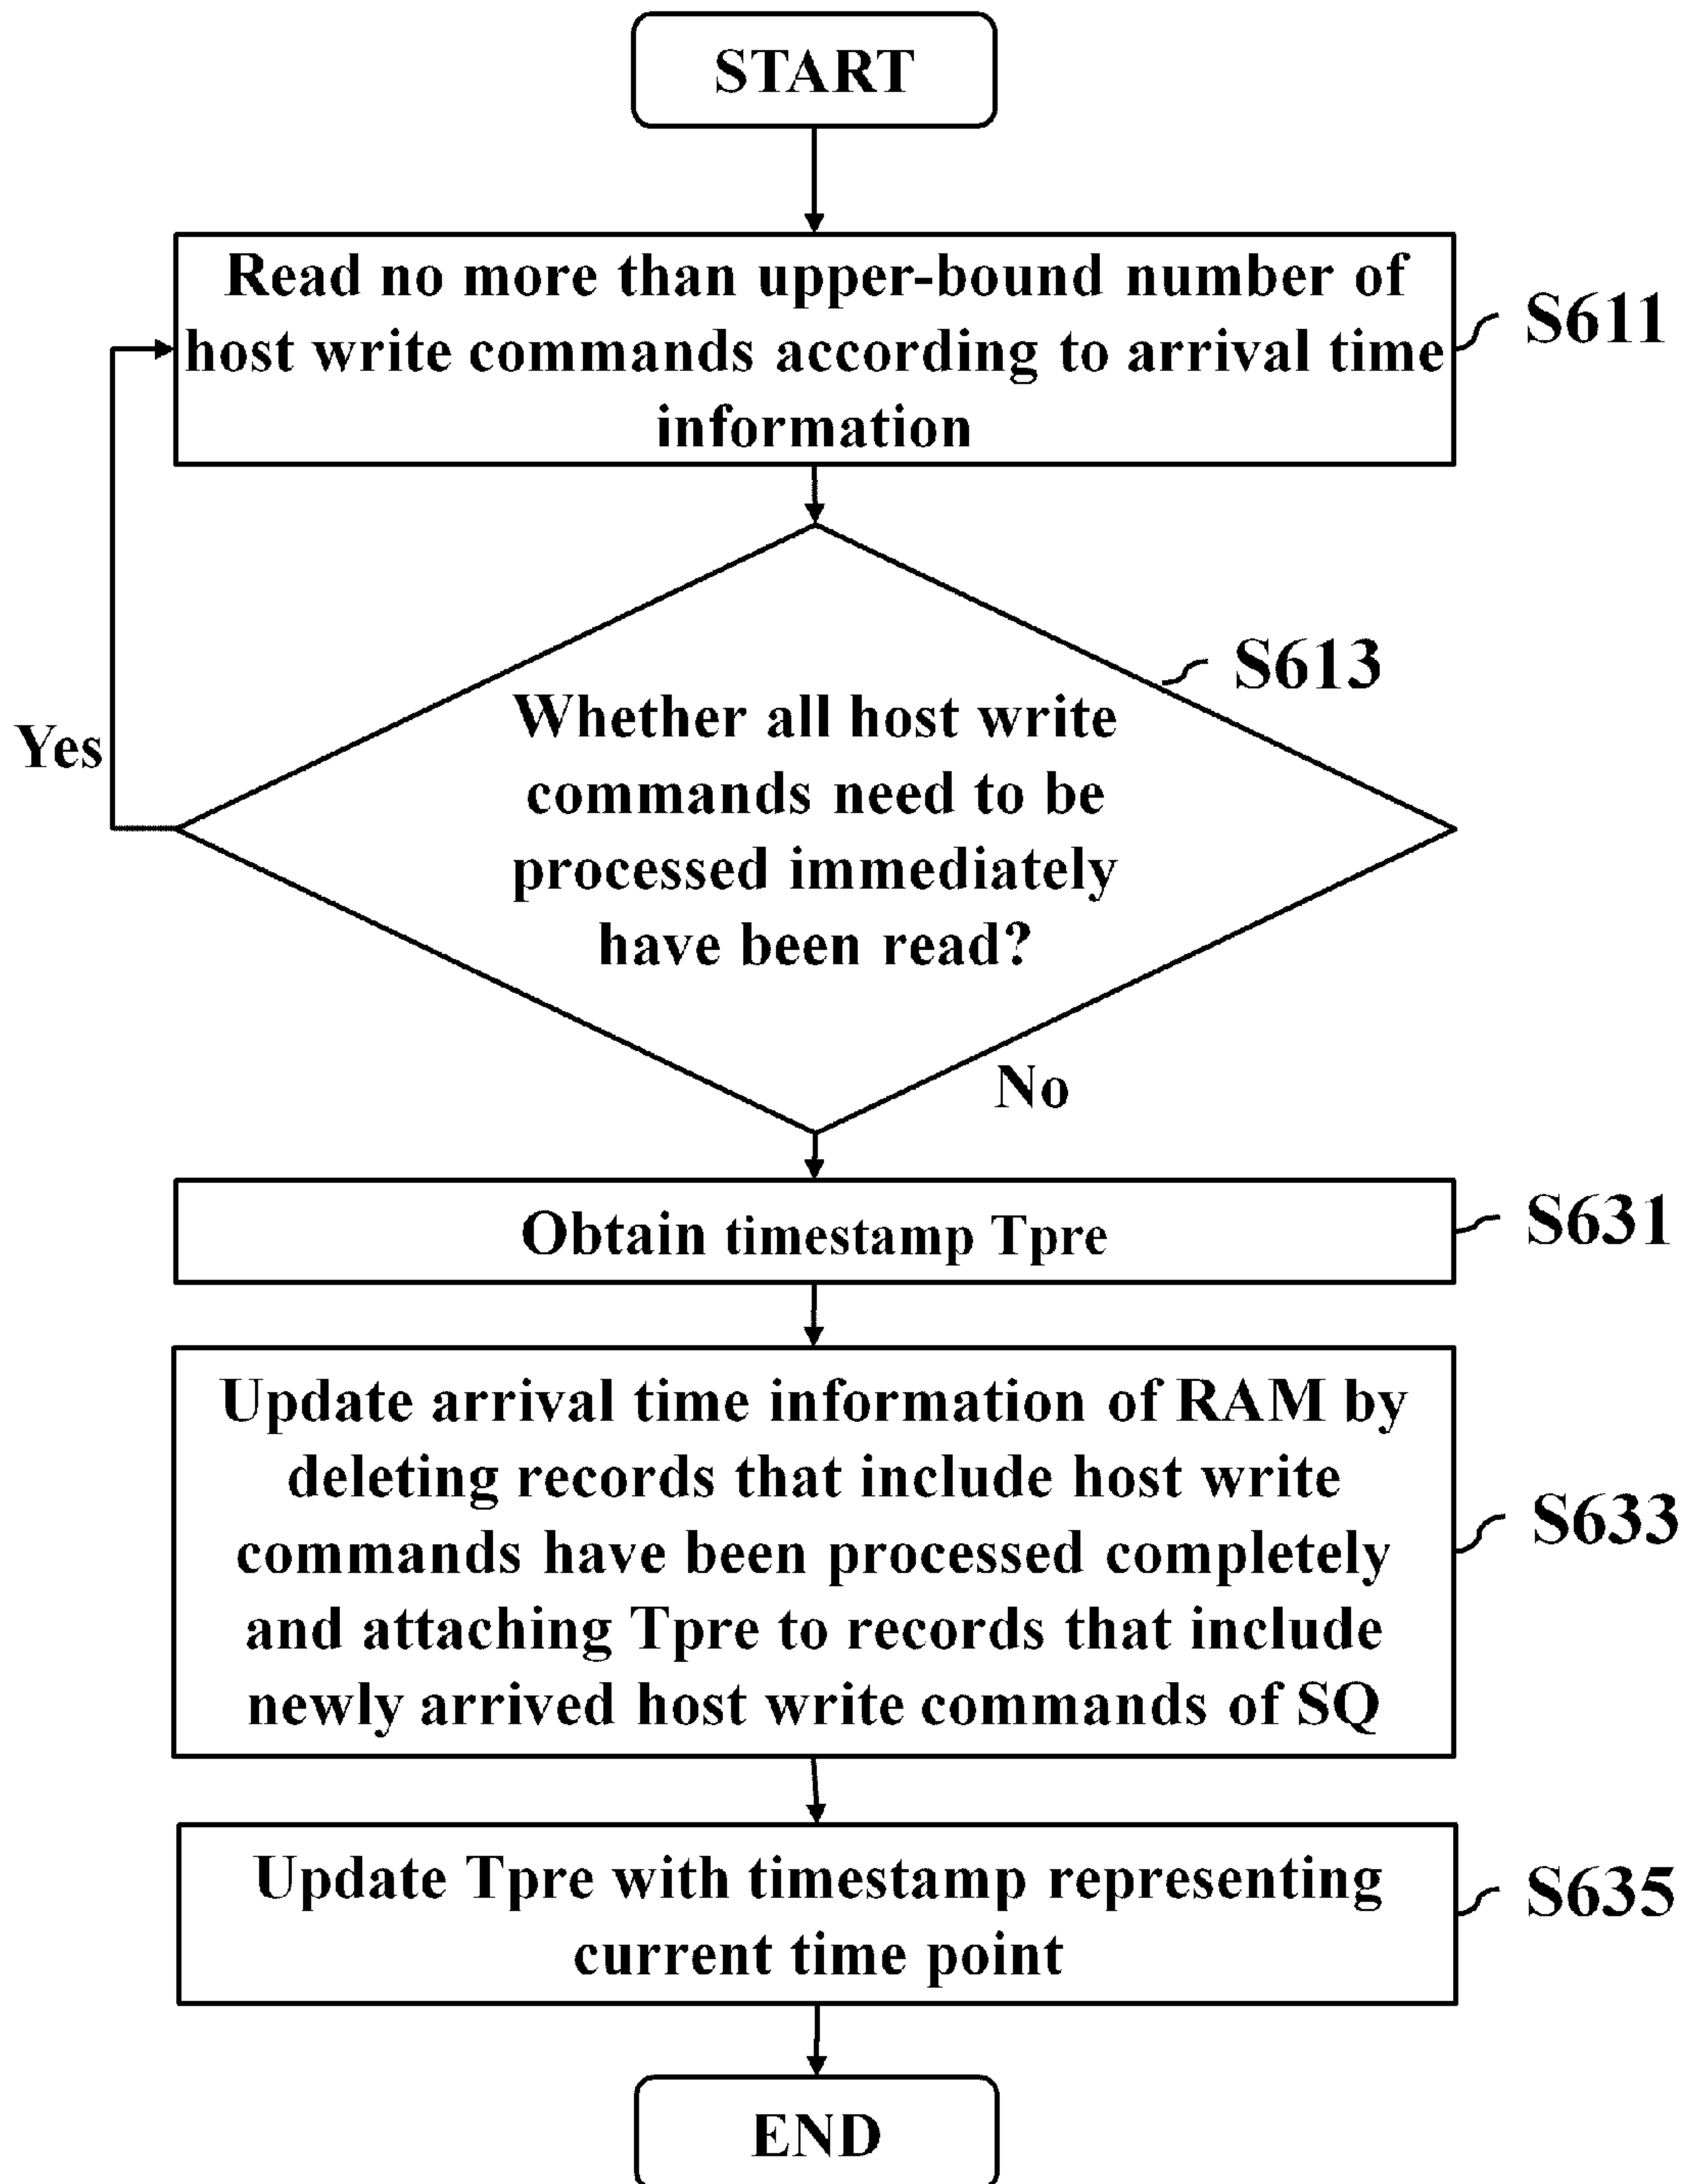 START
Read no more than upper-bound number of
host write commands according to arrival time
information
S611
S613
Whether all host write
commands need to be
processed immediately
have been read?
Yes
No
Obtain timestamp Tpre
S631
Update arrival time information of RAM by
deleting records that include host write
commands have been processed completely
and attaching Tpre to records that include
newly arrived host write commands of SQ
S633
Update Tpre with timestamp representing
current time point
S635
END